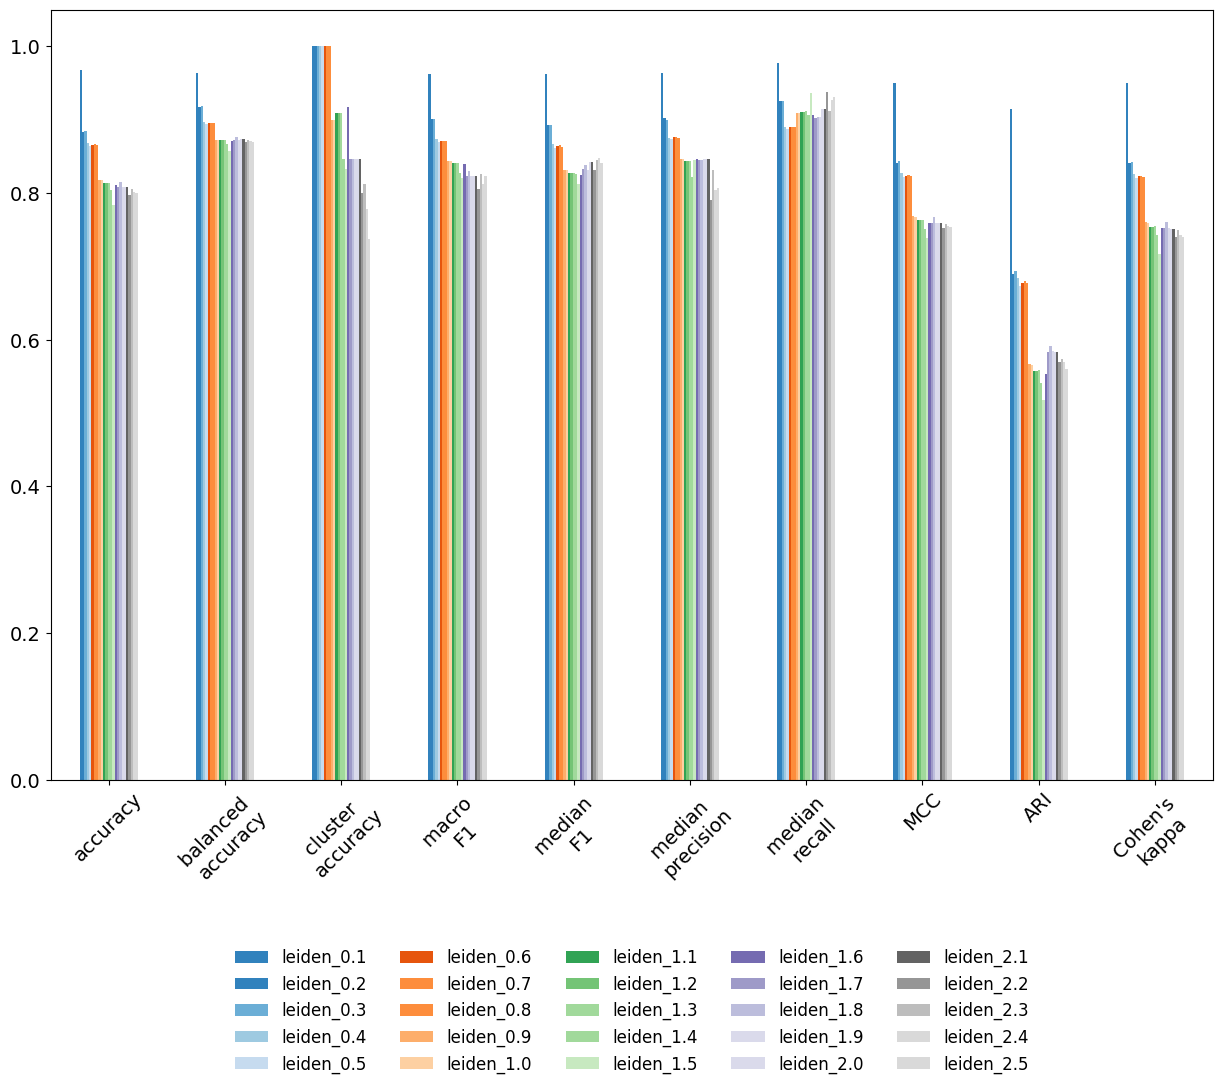 1.0
0.8
0.6
0.4
0.2
0.0
accuracy
balanced
accuracy
cluster
accuracy
macro
F1
median
F1
median
precision
median
recall
MCC
ARI
Cohen's
kappa
leiden_0.1
leiden_0.2
leiden_0.3
leiden_0.4
leiden_0.5
leiden_0.6
leiden_0.7
leiden_0.8
leiden_0.9
leiden_1.0
leiden_1.1
leiden_1.2
leiden_1.3
leiden_1.4
leiden_1.5
leiden_1.6
leiden_1.7
leiden_1.8
leiden_1.9
leiden_2.0
leiden_2.1
leiden_2.2
leiden_2.3
leiden_2.4
leiden_2.5